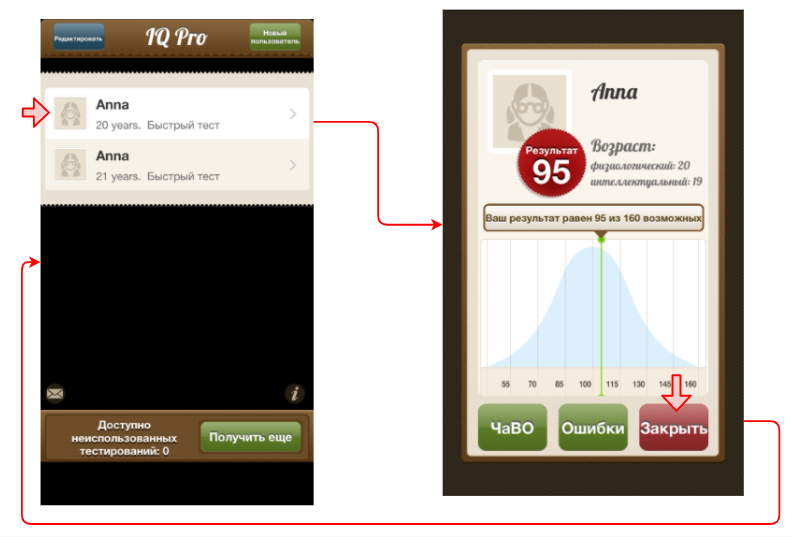 Редактировать
IQ Pro
Новый
пользователь
Anna
20 years. Быстрый тест
Anna
21 years. Быстрый тест
Доступно
неиспользованных
тестирований: 0
Получить еще
Anna
Результат
95
Возраст:
физиологический: 20
интеллектуальный: 19
Ваш результат равен 95 из 160 возможных
55 70 85 100 115 130 145 160
ЧаВО
Ошибки
Закрыть